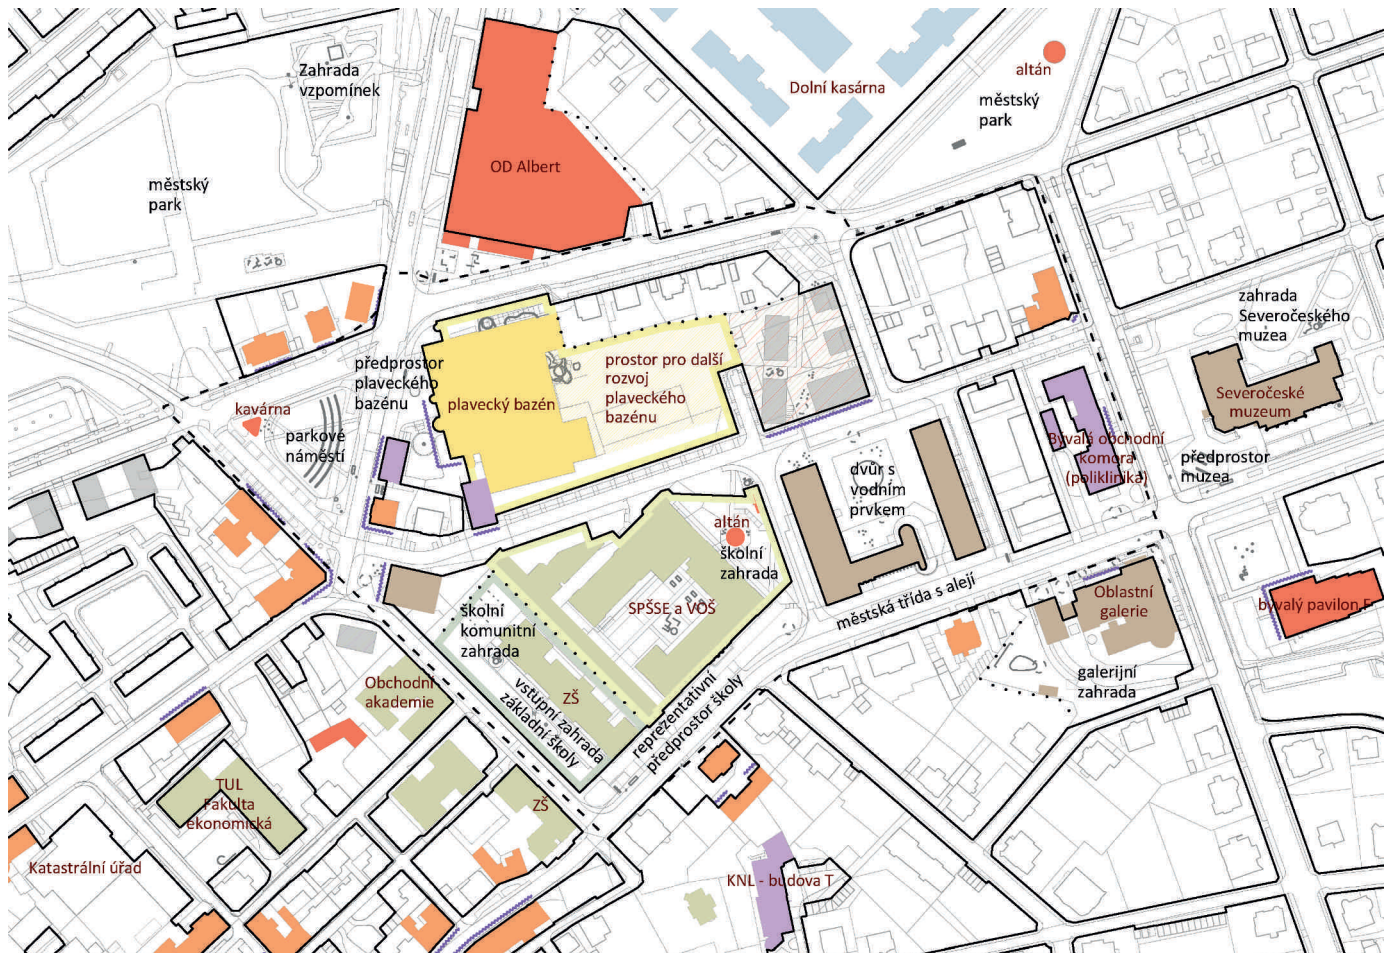 Zahrada
vzpomínek
altán
Dolní kasárna
městský
park
OD Albert
městský
park
zahrada
Severočeského
muzea
předprostor
plaveckého
bazénu
prostor pro další
rozvoj
plaveckého
bazénu
plavecký bazén
kavárna
parkové
náměstí
Severočeské
muzeum
Bývalá obchodní
komora
(poliklinika)
předprostor
muzea
dvůr s
vodním
prvkem
altán
školní
zahrada
městská třída s alejí
Oblastní
galerie
bývalý pavilon F
školní
komunitní
zahrada
SPŠSE a VOŠ
galerijní
zahrada
Obchodní
akademie
vstupní zahrada
základní školy
ZŠ
reprezentativní
předprostor školy
TUL
Fakulta
ekonomická
ZŠ
Katastrální úřad
KNL - budova T